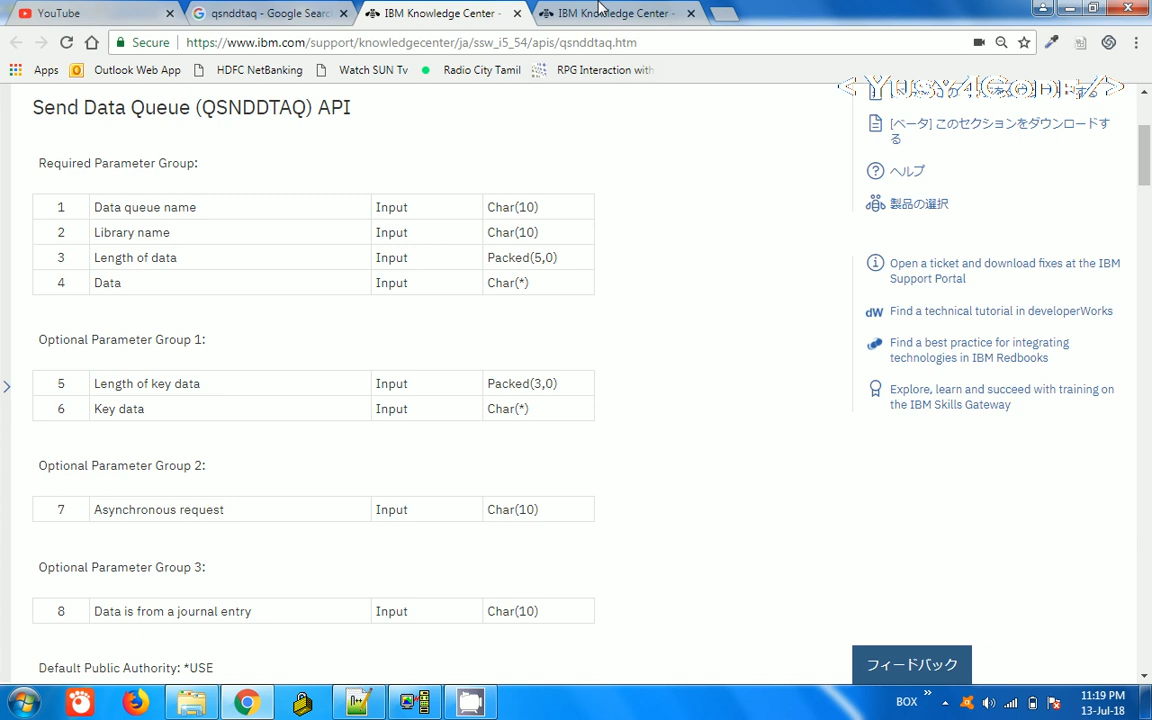 YouTube
qsnddtaq - Google Searc
IBM Knowledge Center -
IBM Knowledge Center -
Secure
https://www.ibm.com/support/knowledgecenter/ja/ssw_i5_54/apis/qsnddtaq.htm
Apps
Outlook Web App
HDFC NetBanking
Watch SUN Tv
Radio City Tamil
RPG Interaction with
<Yusy4Code/>
Send Data Queue (QSNDDTAQ) API
[ベータ] このセクションをダウンロードす
る
ヘルプ
製品の選択
Required Parameter Group:
1 Data queue name Input Char(10)
2 Library name Input Char(10)
3 Length of data Input Packed(5,0)
4 Data Input Char(*)
Open a ticket and download fixes at the IBM
Support Portal
Find a technical tutorial in developerWorks
Find a best practice for integrating
technologies in IBM Redbooks
Explore, learn and succeed with training on
the IBM Skills Gateway
Optional Parameter Group 1:
5 Length of key data Input Packed(3,0)
6 Key data Input Char(*)
Optional Parameter Group 2:
7 Asynchronous request Input Char(10)
Optional Parameter Group 3:
8 Data is from a journal entry Input Char(10)
Default Public Authority: *USE
フィードバック
BOX
11:19 PM
13-Jul-18